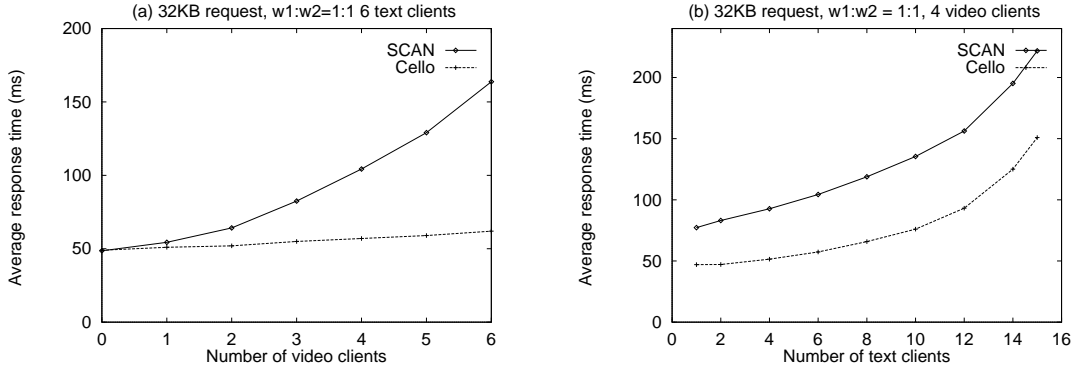 (a) 32KB request, w1:w2=1:1 6 text clients
200
150
100
50
0
0 1 2 3 4 5 6
Average response time (ms)
Number of video clients
SCAN
Cello
(b) 32KB request, w1:w2 = 1:1, 4 video clients
200
150
100
50
0
0 2 4 6 8 10 12 14 16
Average response time (ms)
Number of text clients
SCAN
Cello